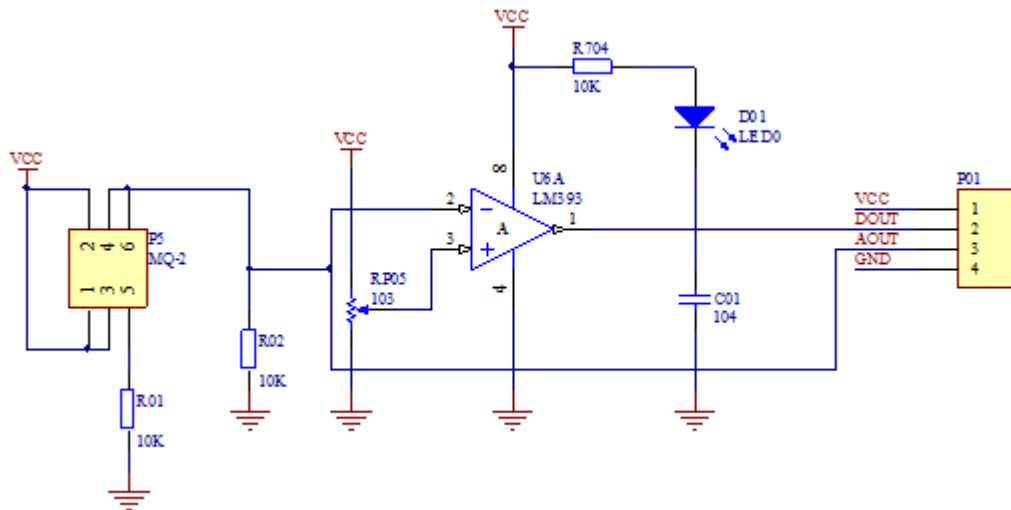 VCC
R704
10K
D01
LED0
VCC
VCC
8
U6A
LM393
P01
2
1
VCC
1
DOUT
2
A
3
AOUT
3
GND
4
P5
MQ-2
2
4
6
1
3
5
RP05
103
4
C01
104
R02
10K
R01
10K